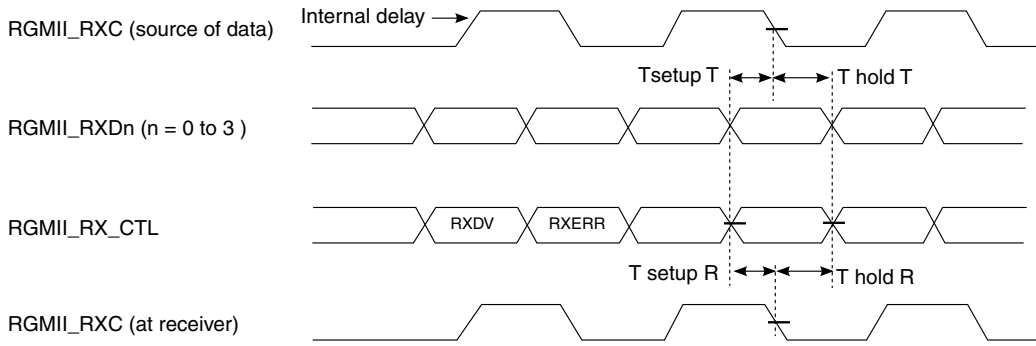 Internal delay
RGMII_RXC (source of data)
Tsetup T
T hold T
RGMII_RXDn (n = 0 to 3 )
RGMII_RX_CTL
RXDV
RXERR
T setup R
T hold R
RGMII_RXC (at receiver)